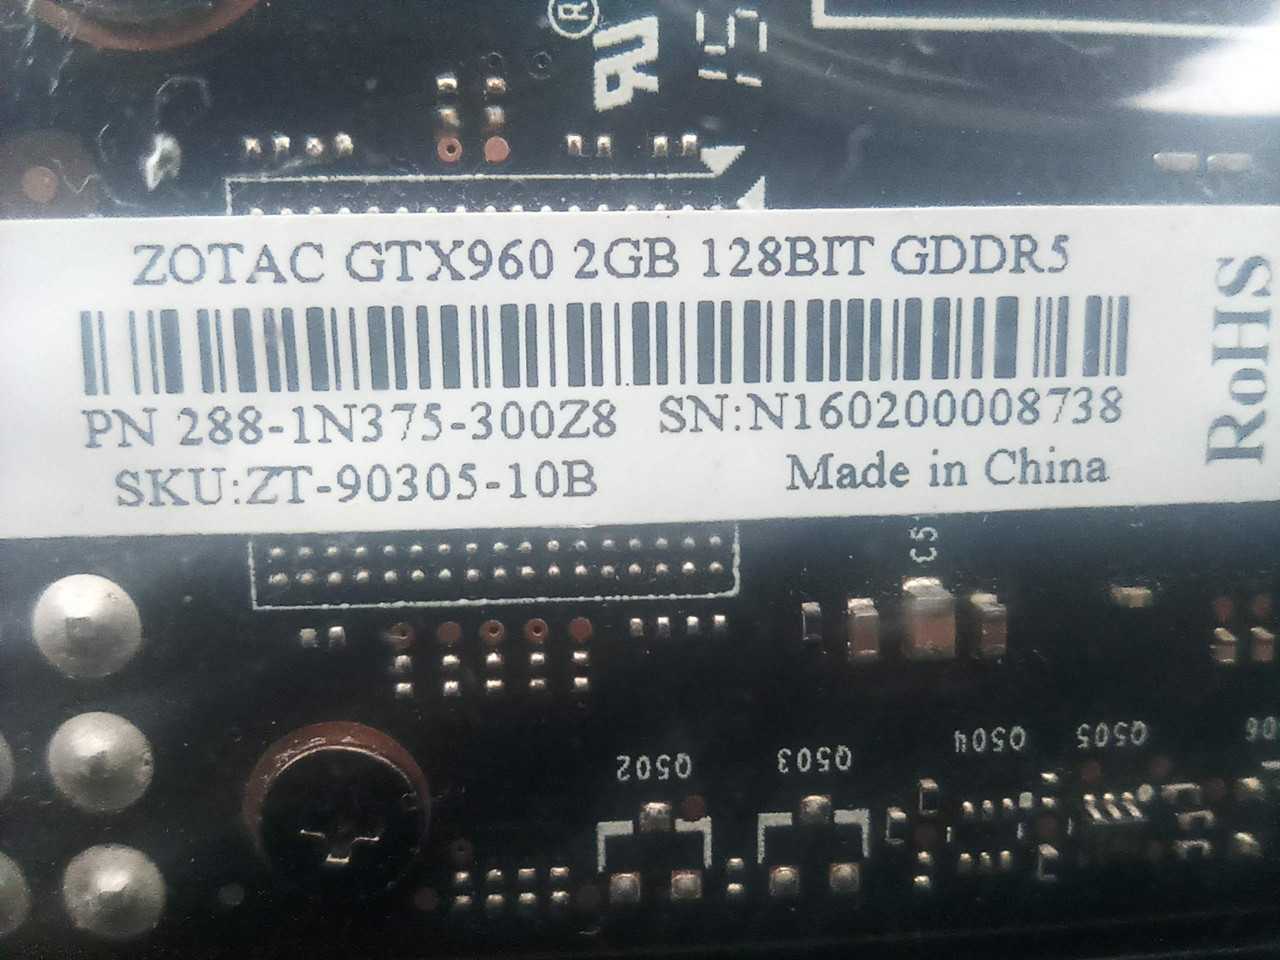 ®
ZOTAC GTX960 2GB 128BIT GDDR5
PN 288-1N375-300Z8 SN:N160200008738
SKU:ZT-90305-10B Made in China
RoHS
Q502
Q503
Q504
Q505